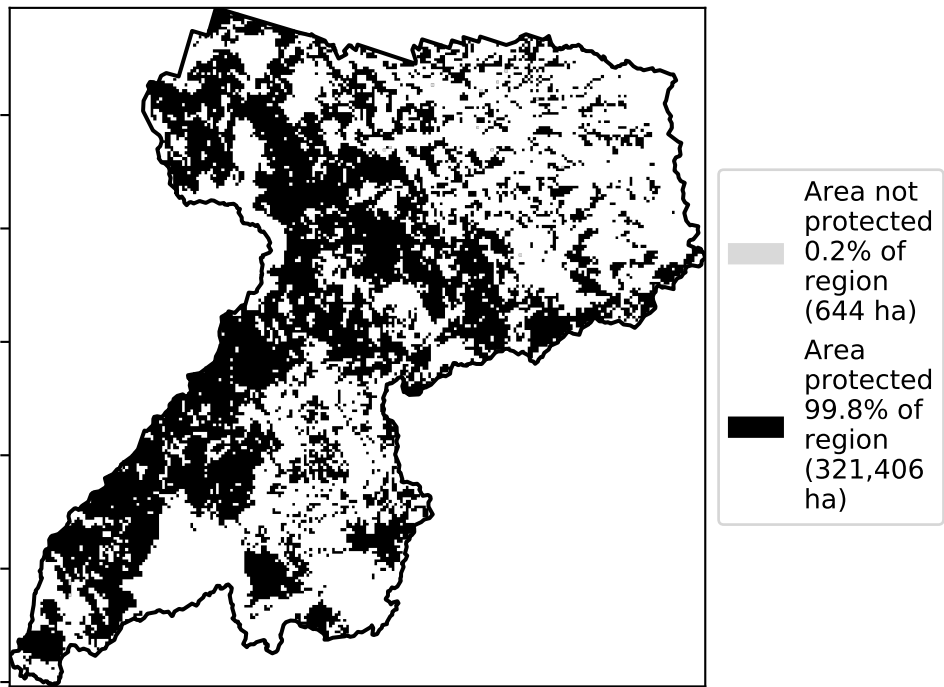 Area not
protected
0.2% of
region
(644 ha)
Area
protected
99.8% of
region
(321,406
ha)